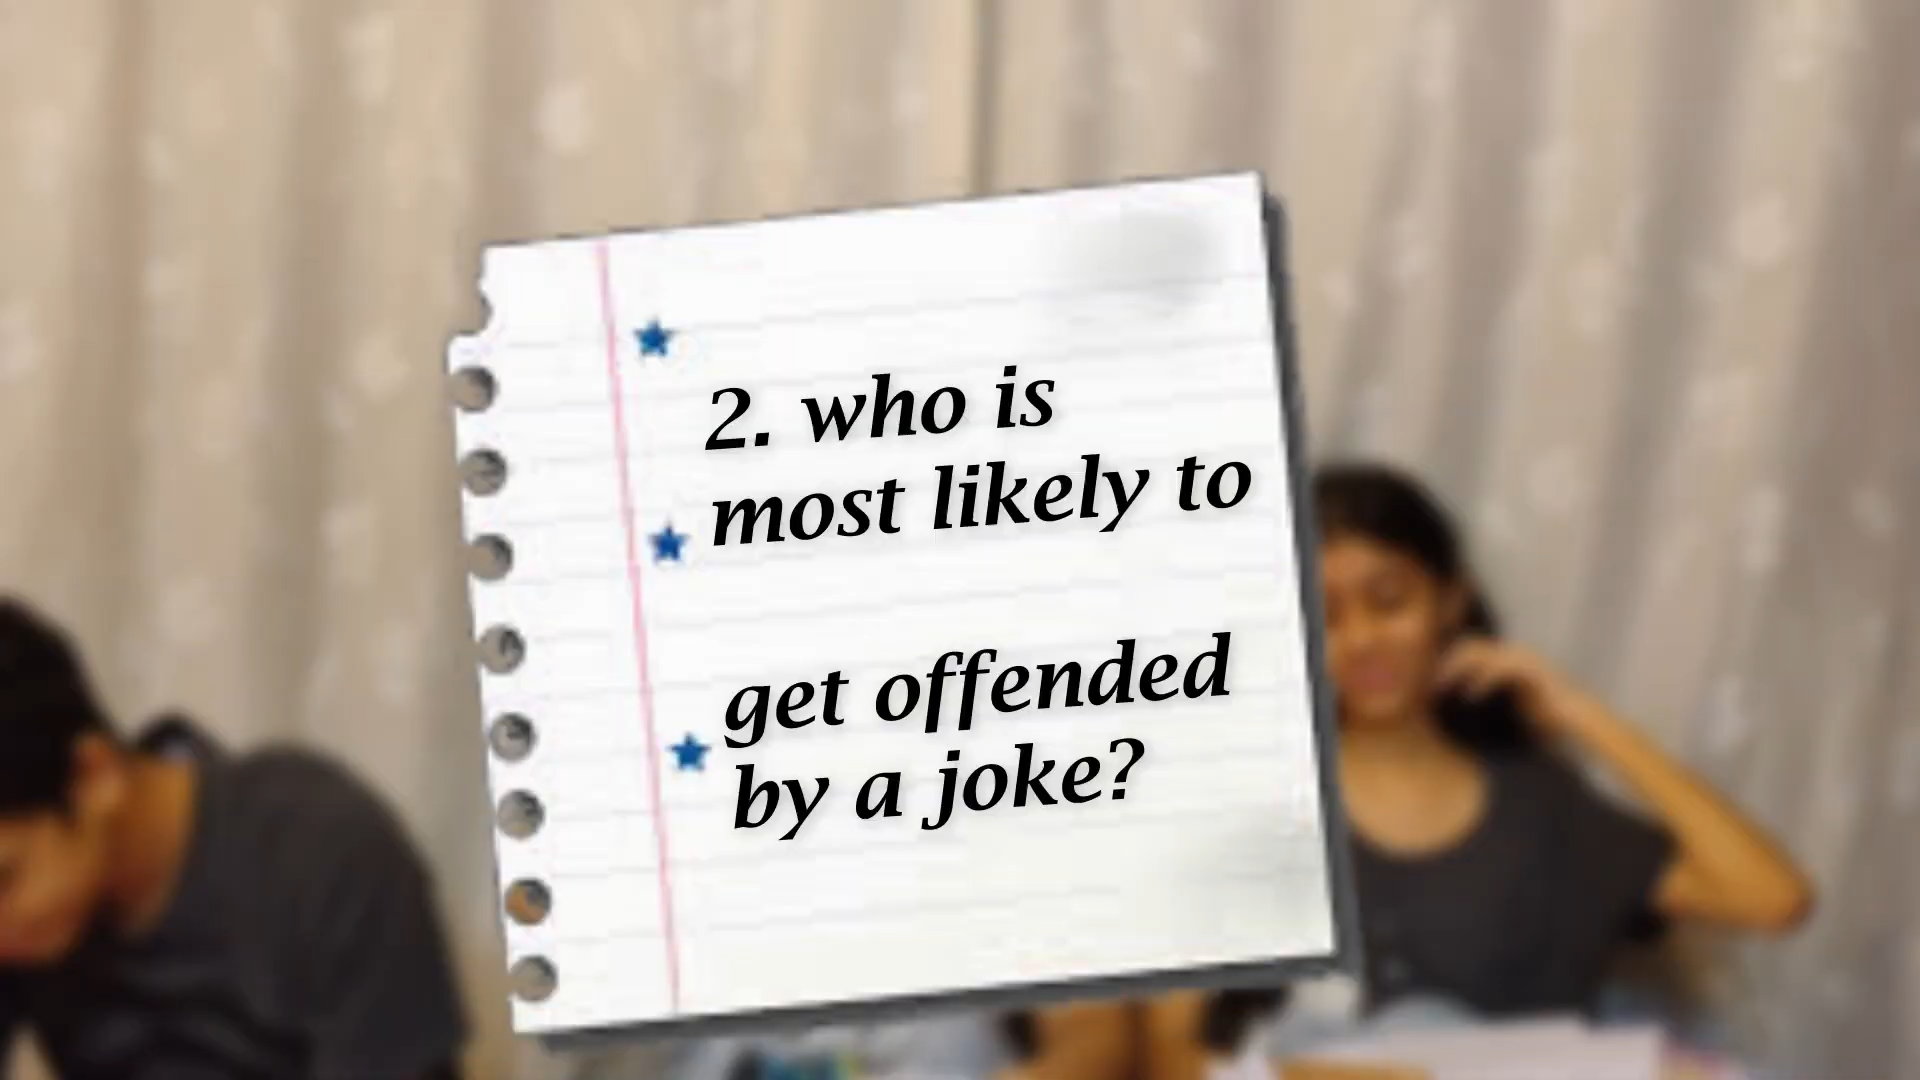 2. who is
most likely to
get offended
by a joke?